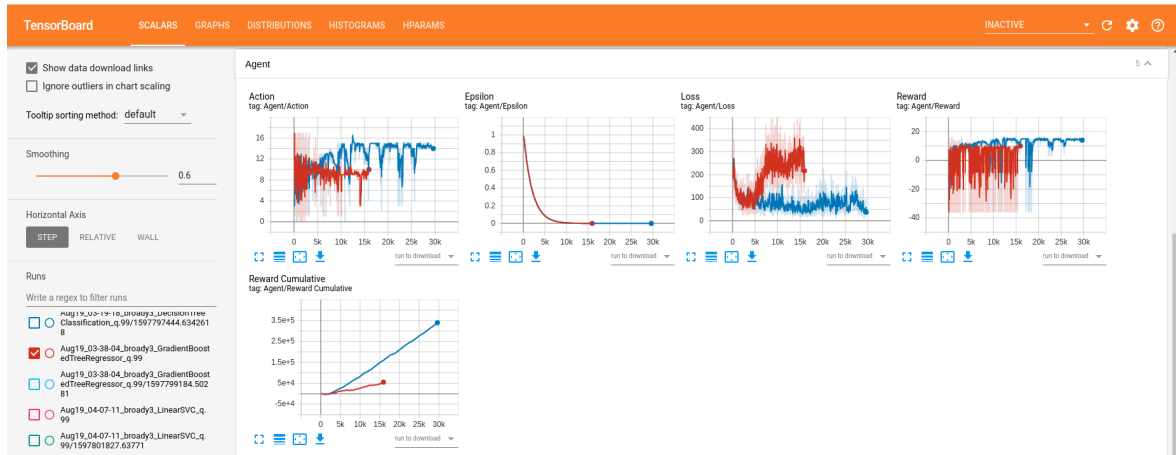 TensorBoard
SCALARS
GRAPHS
DISTRIBUTIONS
HISTOGRAMS
HPARAMS
INACTIVE
Show data download links
Ignore outliers in chart scaling
Tooltip sorting method: default
Smoothing
0.6
Horizontal Axis
STEP
RELATIVE
WALL
Runs
Write a regex to filter runs
Aug19_03-19-18_broady3_DecisionTree
Classification_q.99/1597797444.634261
8
Aug19_03-38-04_broady3_GradientBoost
edTreeRegressor_q.99
Aug19_03-38-04_broady3_GradientBoost
edTreeRegressor_q.99/1597799184.502
81
Aug19_04-07-11_broady3_LinearSVC_q.
99
Aug19_04-07-11_broady3_LinearSVC_q.
99/1597801827.63771
Agent
5
Action
tag: Agent/Action
16
12
8
4
0
0 5k 10k 15k 20k 25k 30k
run to download
Epsilon
tag: Agent/Epsilon
1
0.8
0.6
0.4
0.2
0
0 5k 10k 15k 20k 25k 30k
run to download
Loss
tag: Agent/Loss
400
300
200
100
0
0 5k 10k 15k 20k 25k 30k
run to download
Reward
tag: Agent/Reward
20
0
-20
-40
0 5k 10k 15k 20k 25k 30k
run to download
Reward Cumulative
tag: Agent/Reward Cumulative
3.5e+5
2.5e+5
1.5e+5
5e+4
-5e+4
0 5k 10k 15k 20k 25k 30k
run to download